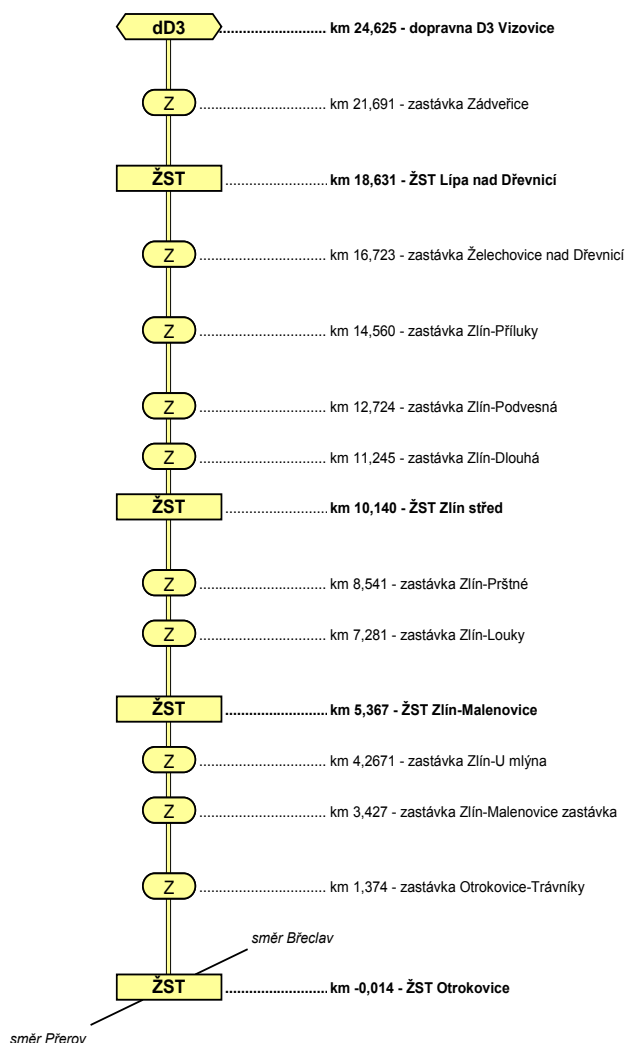 dD3 ........................ km 24,625 - dopravna D3 Vizovice
Z ........................ km 21,691 - zastávka Zádveřice
ŽST ........................ km 18,631 - ŽST Lípa nad Dřevnicí
Z ........................ km 16,723 - zastávka Želechovice nad Dřevnicí
Z ........................ km 14,560 - zastávka Zlín-Příluky
Z ........................ km 12,724 - zastávka Zlín-Podvesná
Z ........................ km 11,245 - zastávka Zlín-Dlouhá
ŽST ........................ km 10,140 - ŽST Zlín střed
Z ........................ km 8,541 - zastávka Zlín-Prštné
Z ........................ km 7,281 - zastávka Zlín-Louky
ŽST ........................ km 5,367 - ŽST Zlín-Malenovice
Z ........................ km 4,2671 - zastávka Zlín-U mlýna
Z ........................ km 3,427 - zastávka Zlín-Malenovice zastávka
Z ........................ km 1,374 - zastávka Otrokovice-Trávníky
směr Břeclav
ŽST ........................ km -0,014 - ŽST Otrokovice
směr Přerov